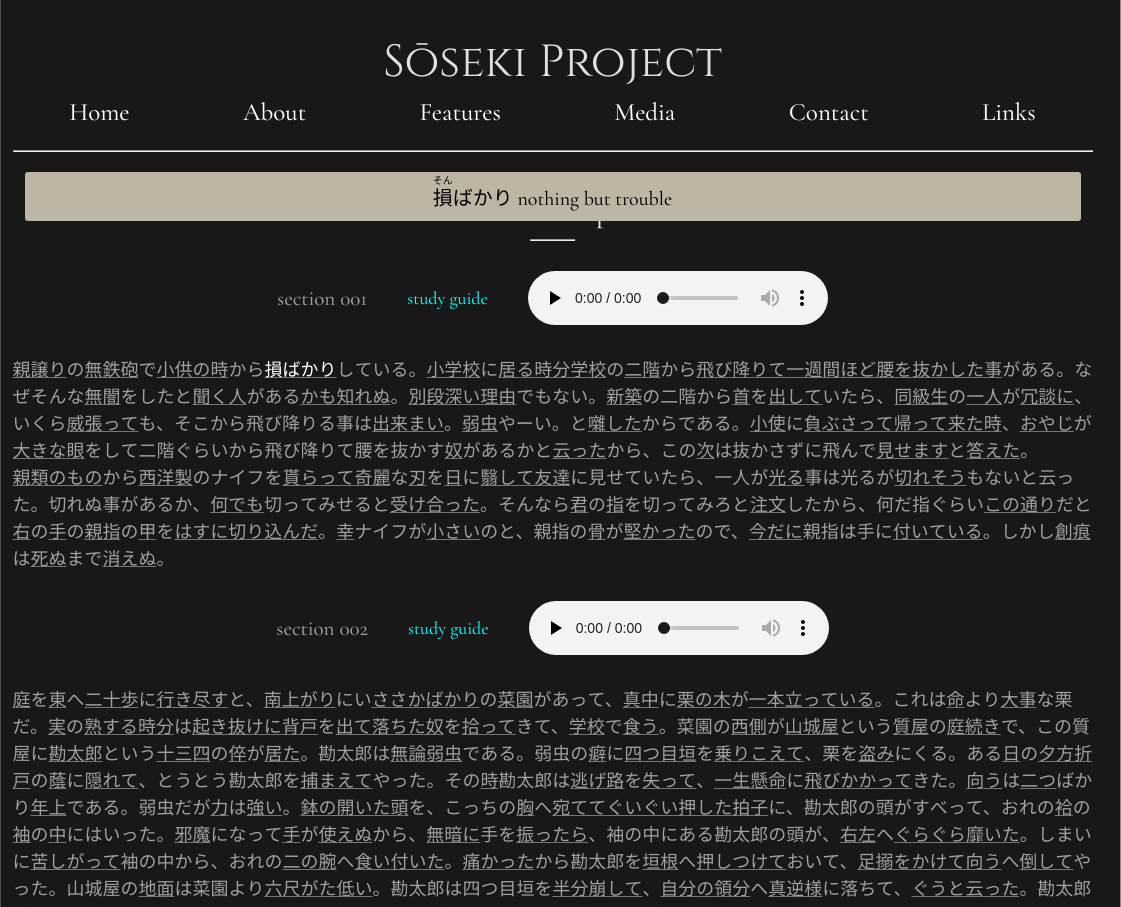 Sōseki Project
Home About Features Media Contact Links
そん
損ばかり nothing but trouble
section 001 study guide 0:00 / 0:00
親譲りの無鉄砲で小供の時から損ばかりしている。小学校に居る時分学校の二階から飛び降りて一週間ほど腰を抜かした事がある。な
ぜそんな無闇をしたと聞く人があるかも知れぬ。別段深い理由でもない。新築の二階から首を出していたら、同級生の一人が冗談に、
いくら威張っても、そこから飛び降りる事は出来まい。弱虫やーい。と囃したからである。小使に負ぶさって帰って来た時、おやじが
大きな眼をして二階ぐらいから飛び降りて腰を抜かす奴があるかと云ったから、この次は抜かさずに飛んで見せますと答えた。
親類のものから西洋製のナイフを貰らって奇麗な刃を日に翳して友達に見せていたら、一人が光る事は光るが切れそうもないと云っ
た。切れぬ事があるか、何でも切ってみせると受け合った。そんなら君の指を切ってみろと注文したから、何だ指ぐらいこの通りだと
右の手の親指の甲をはすに切り込んだ。幸ナイフが小さいのと、親指の骨が堅かったので、今だに親指は手に付いている。しかし創痕
は死ぬまで消えぬ。
section 002 study guide 0:00 / 0:00
庭を東へ二十歩に行き尽すと、南上がりにいささかばかりの菜園があって、真中に栗の木が一本立っている。これは命より大事な栗
だ。実の熟する時分は起き抜けに背戸を出て落ちた奴を拾ってきて、学校で食う。菜園の西側が山城屋という質屋の庭続きで、この質
屋に勘太郎という十三四の倅が居た。勘太郎は無論弱虫である。弱虫の癖に四つ目垣を乗りこえて、栗を盗みにくる。ある日の夕方折
戸の蔭に隠れて、とうとう勘太郎を捕まえてやった。その時勘太郎は逃げ路を失って、一生懸命に飛びかかってきた。向うは二つばか
り年上である。弱虫だが力は強い。鉢の開いた頭を、こっちの胸へ宛ててぐいぐい押した拍子に、勘太郎の頭がすべって、おれの袷の
袖の中にはいった。邪魔になって手が使えぬから、無暗に手を振ったら、袖の中にある勘太郎の頭が、右左へぐらぐら靡いた。しまい
に苦しがって袖の中から、おれの二の腕へ食い付いた。痛かったから勘太郎を垣根へ押しつけておいて、足搦をかけて向うへ倒してや
った。山城屋の地面は菜園より六尺がた低い。勘太郎は四つ目垣を半分崩して、自分の領分へ真逆様に落ちて、ぐうと云った。勘太郎